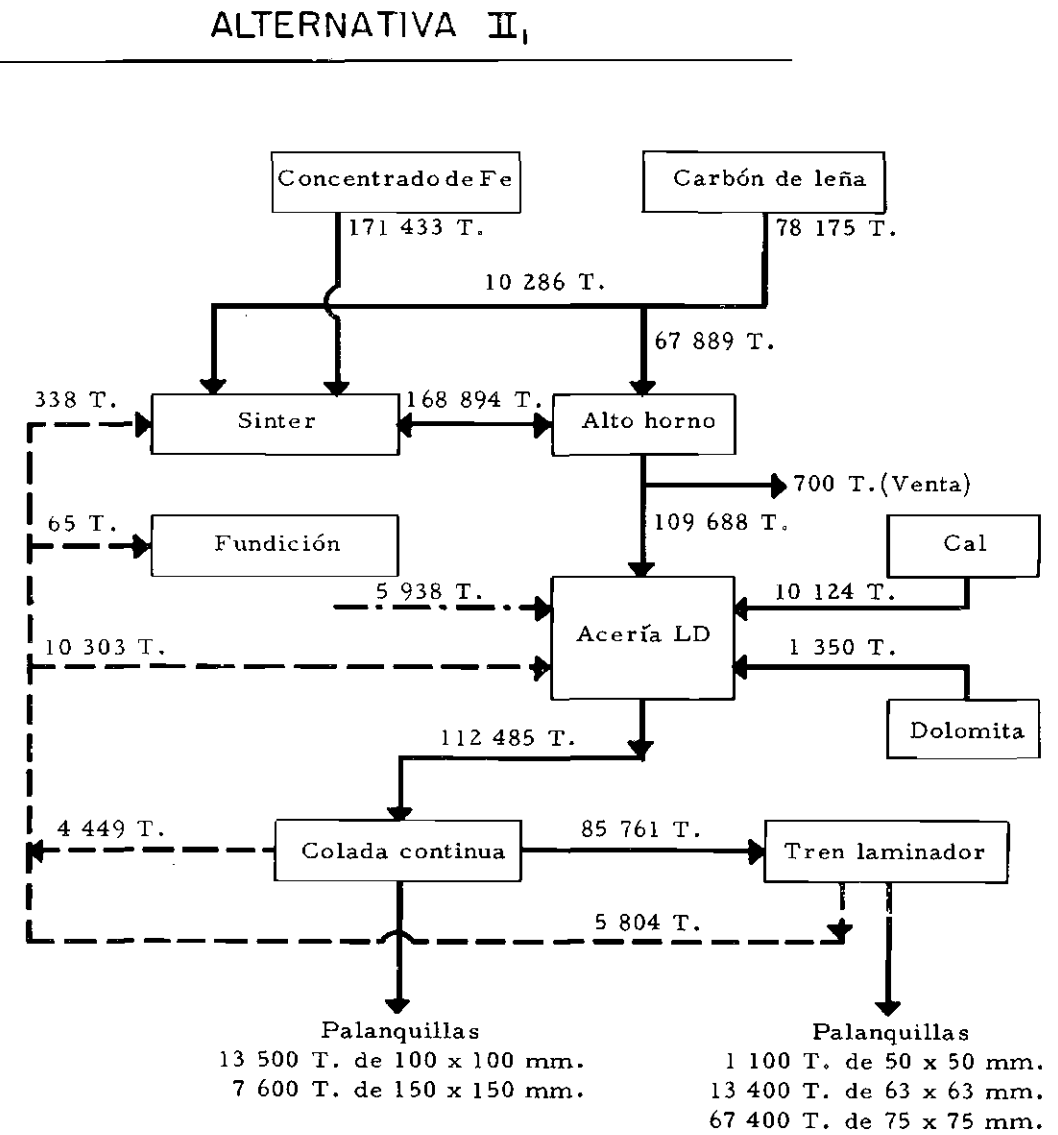 ALTERNATIVA II₁
Concentrado de Fe
Carbón de leña
171 433 T.
78 175 T.
10 286 T.
67 889 T.
338 T.
Sinter
168 894 T.
Alto horno
700 T. (Venta)
65 T.
Fundición
109 688 T.
Cal
5 938 T.
10 124 T.
Acería LD
10 303 T.
1 350 T.
Dolomita
112 485 T.
4 449 T.
Colada continua
85 761 T.
Tren laminador
5 804 T.
Palanquillas
13 500 T. de 100 x 100 mm.
7 600 T. de 150 x 150 mm.
Palanquillas
1 100 T. de 50 x 50 mm.
13 400 T. de 63 x 63 mm.
67 400 T. de 75 x 75 mm.